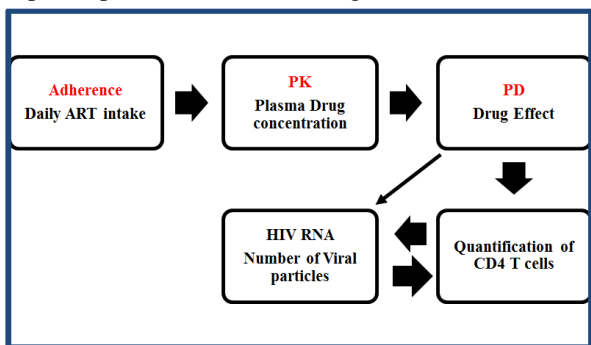 Adherence
Daily ART intake
PK
Plasma Drug
concentration
PD
Drug Effect
HIV RNA
Number of Viral
particles
Quantification of
CD4 T cells